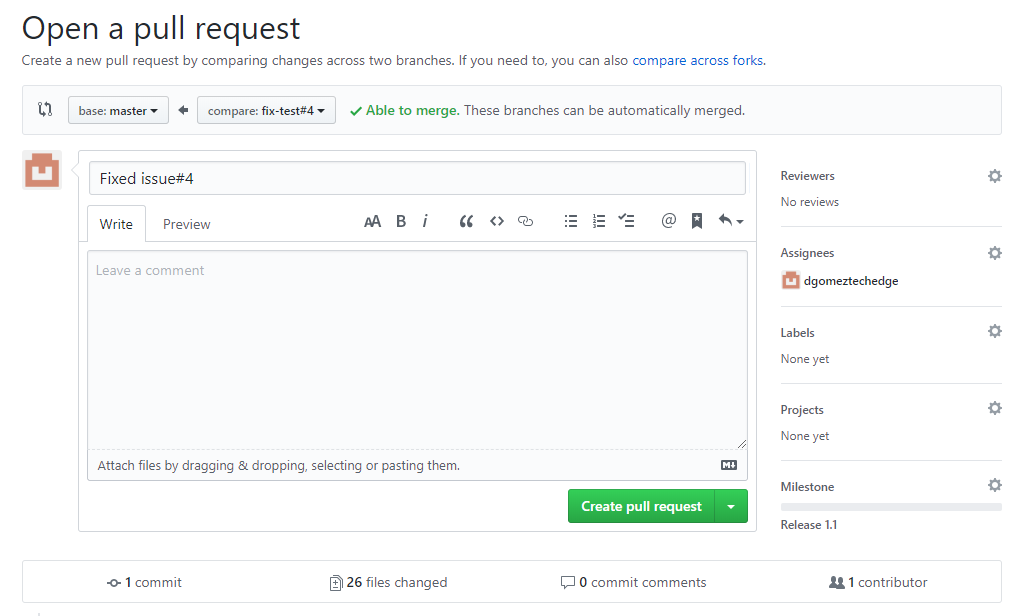 Open a pull request
Create a new pull request by comparing changes across two branches. If you need to, you can also compare across forks.
base: master
compare: fix-test#4
Able to merge. These branches can be automatically merged.
Fixed issue#4
Write
Preview
AA B i @
Leave a comment
Attach files by dragging & dropping, selecting or pasting them.
M
Create pull request
Reviewers
No reviews
Assignees
dgomeztechedge
Labels
None yet
Projects
None yet
Milestone
Release 1.1
1 commit
26 files changed
0 commit comments
1 contributor